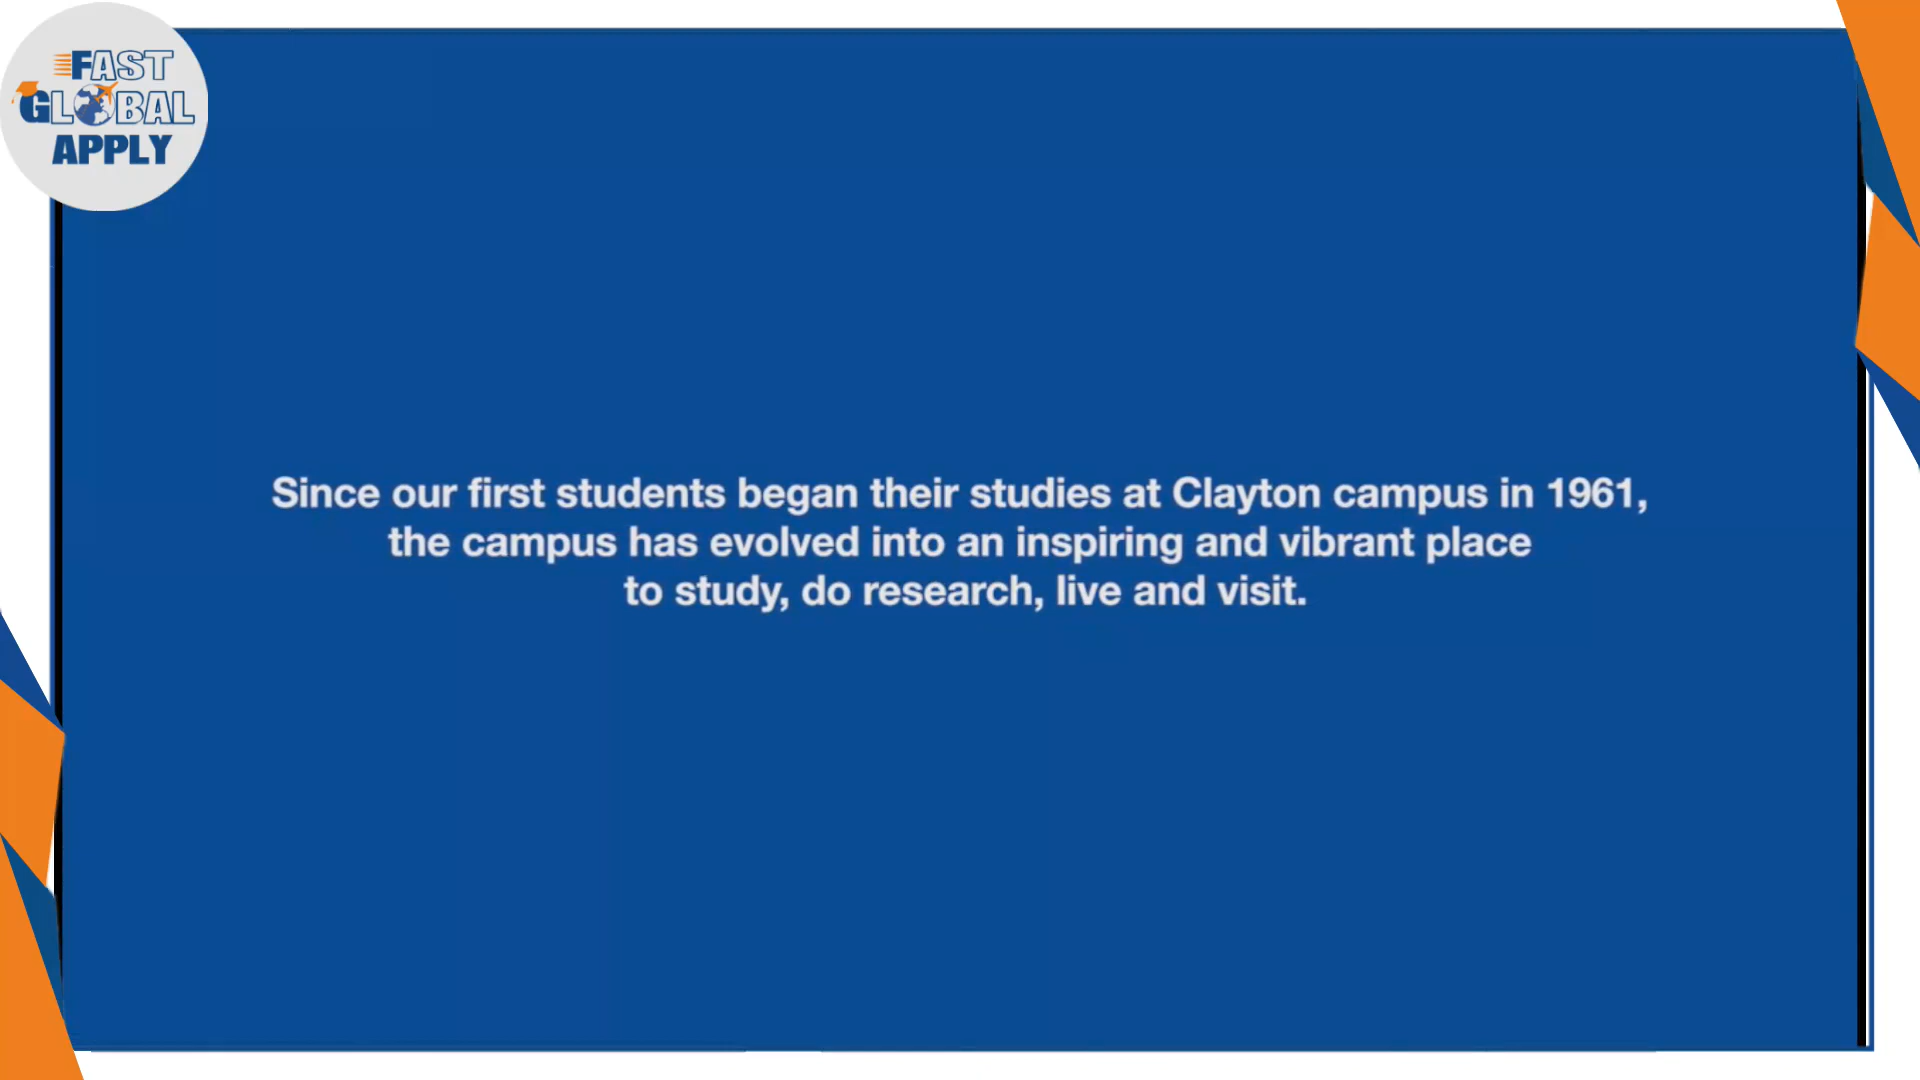 FAST
GLOBAL
APPLY
Since our first students began their studies at Clayton campus in 1961,
the campus has evolved into an inspiring and vibrant place
to study, do research, live and visit.